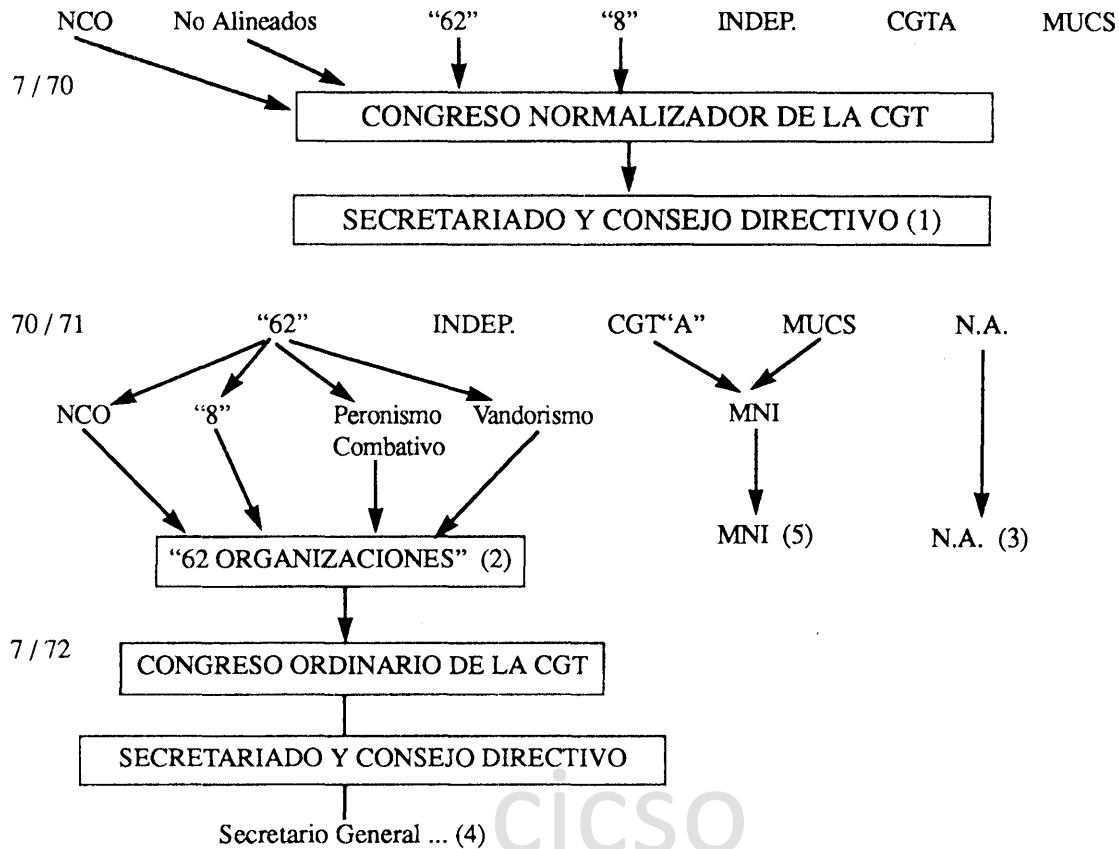 NCO No Alineados “62” “8” INDEP. CGTA MUCS
7 / 70
CONGRESO NORMALIZADOR DE LA CGT
SECRETARIADO Y CONSEJO DIRECTIVO (1)
70 / 71 “62” INDEP. CGT“A” MUCS N.A.
NCO “8” Peronismo Vandorismo MNI
Combativo
MNI (5) N.A. (3)
“62 ORGANIZACIONES” (2)
7 / 72
CONGRESO ORDINARIO DE LA CGT
SECRETARIADO Y CONSEJO DIRECTIVO
cicso
Secretario General ... (4)